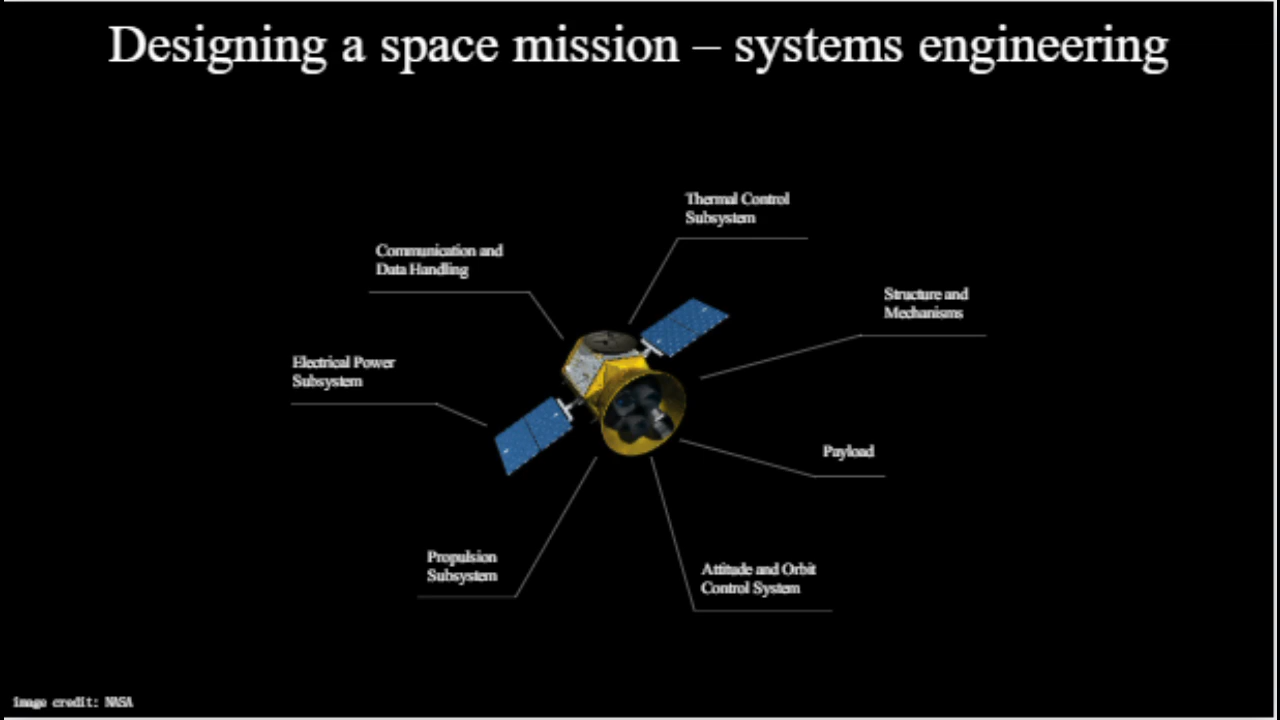 Designing a space mission – systems engineering
Thermal Control
Subsystem
Communication and
Data Handling
Structure and
Mechanisms
Electrical Power
Subsystem
Payload
Propulsion
Subsystem
Attitude and Orbit
Control System
image credit: NASA